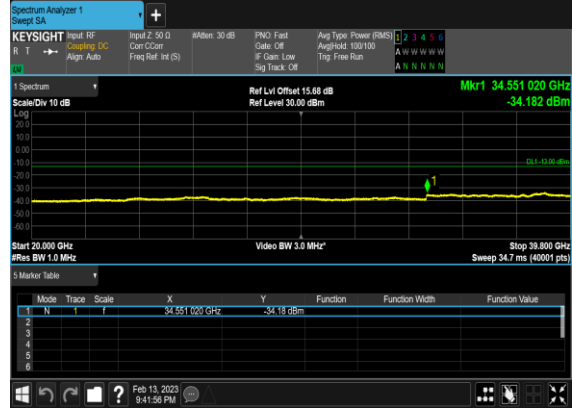 Spectrum Analyzer 1
Swept SA
+
KEYSIGHT Input: RF Input Z: 50 Ω #Atten: 30 dB PNO: Fast Avg Type: Power (RMS) 1 2 3 4 5 6
R T Coupling: DC Corr CCorr Gate: Off Avg|Hold: 100/100 A W W W W W
Align: Auto Freq Ref: Int (S) IF Gain: Low Trig: Free Run
Sig Track: Off A N N N N N
1 Spectrum Ref Lvl Offset 15.68 dB Mkr1 34.551 020 GHz
Scale/Div 10 dB Ref Level 30.00 dBm -34.182 dBm
Log
20.0
10.0
0.00
-10.0 DL1 -13.00 dBm
-20.0
-30.0 1
-40.0
-50.0
-60.0
Start 20.000 GHz Video BW 3.0 MHz* Stop 39.800 GHz
#Res BW 1.0 MHz Sweep 34.7 ms (40001 pts)
5 Marker Table
Mode Trace Scale X Y Function Function Width Function Value
1 N 1 f 34.551 020 GHz -34.18 dBm
2
3
4
5
6
? Feb 13, 2023
9:41:56 PM